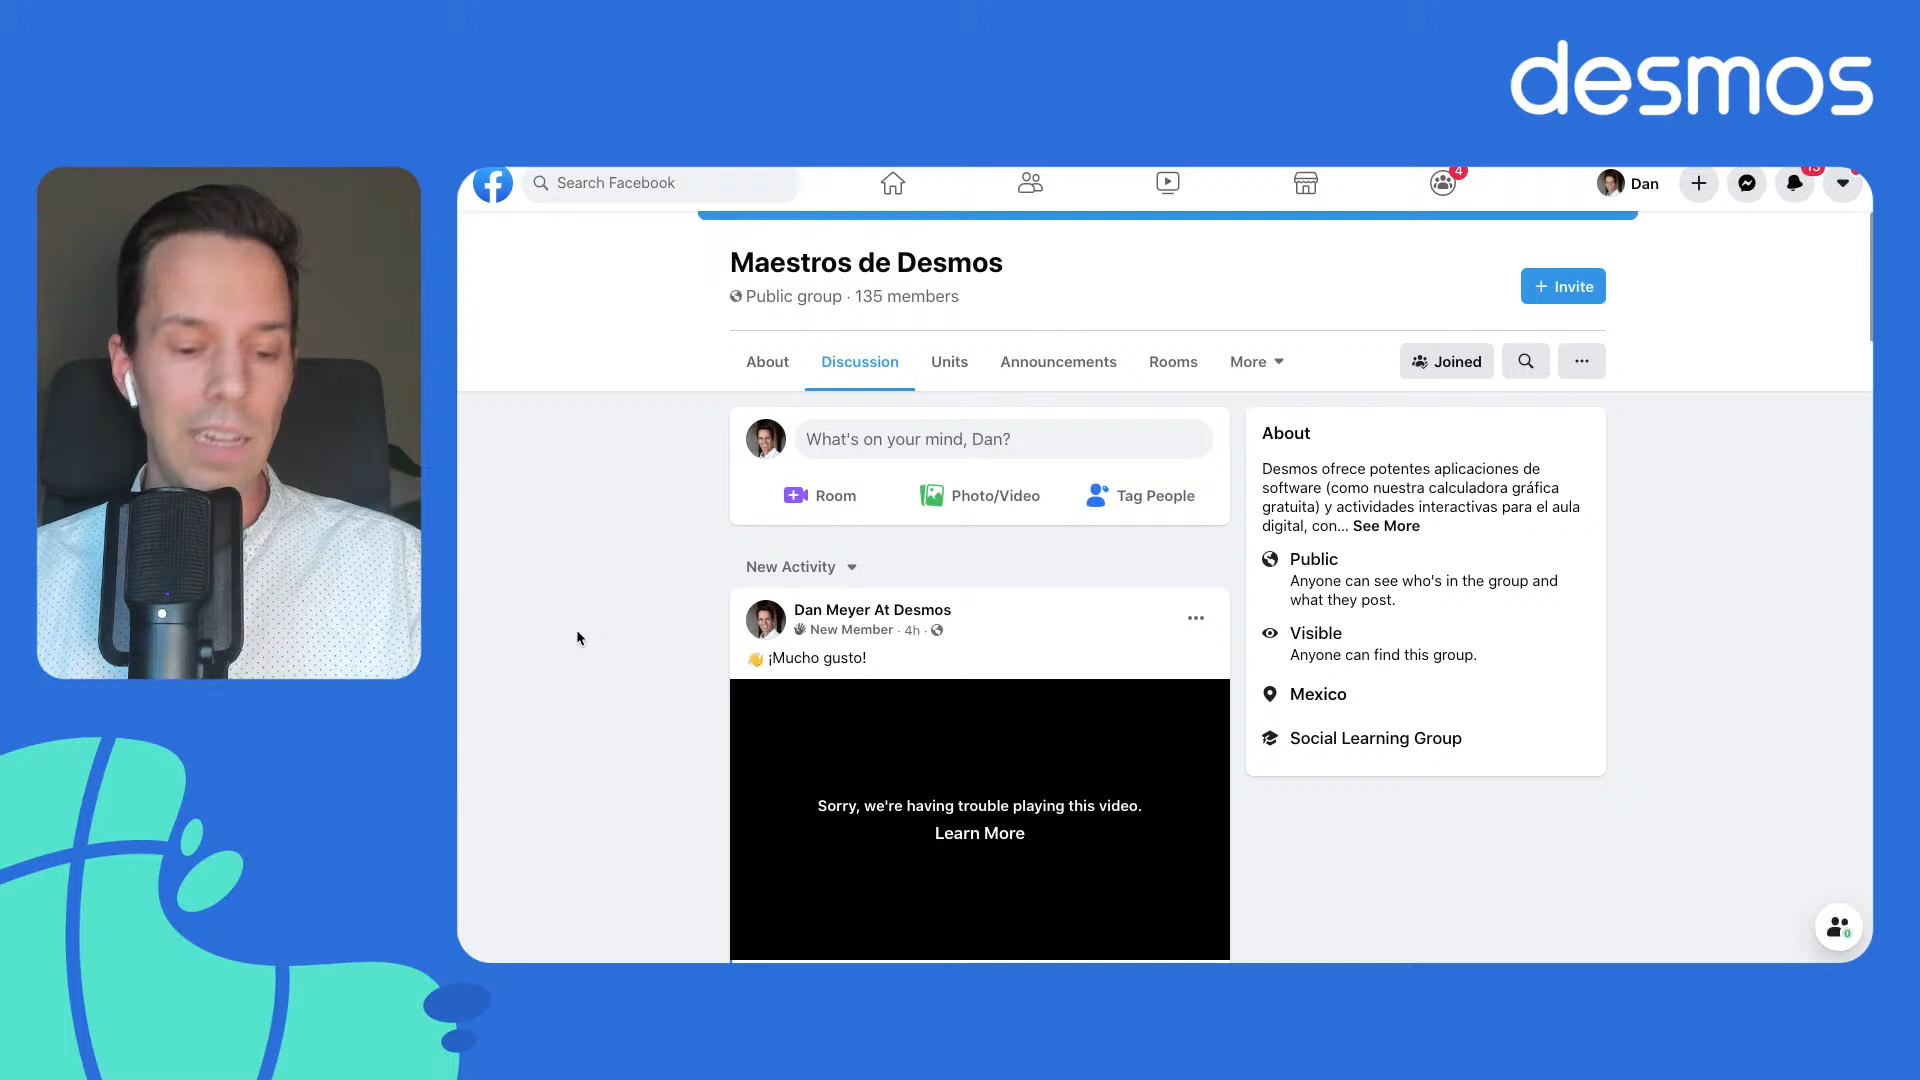 desmos
Search Facebook
4
Dan
Maestros de Desmos
Public group · 135 members
+ Invite
About
Discussion
Units
Announcements
Rooms
More
Joined
What's on your mind, Dan?
Room
Photo/Video
Tag People
New Activity
Dan Meyer At Desmos
New Member · 4h ·
👋 ¡Mucho gusto!
Sorry, we're having trouble playing this video.
Learn More
About
Desmos ofrece potentes aplicaciones de
software (como nuestra calculadora gráfica
gratuita) y actividades interactivas para el aula
digital, con... See More
Public
Anyone can see who's in the group and
what they post.
Visible
Anyone can find this group.
Mexico
Social Learning Group
0